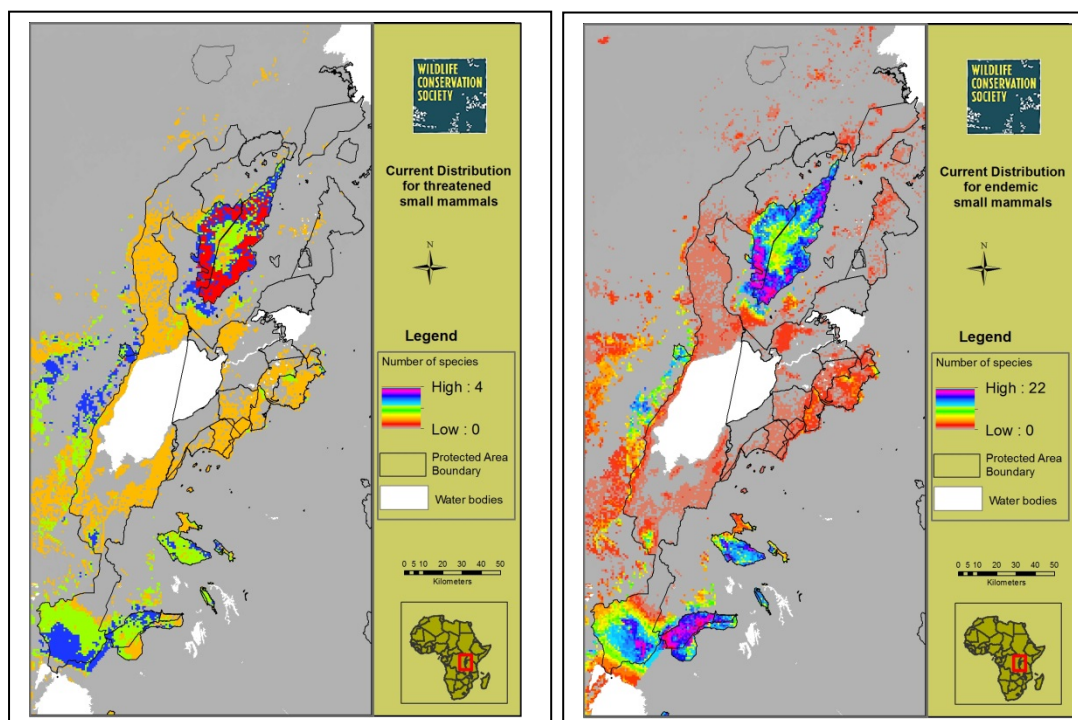 WILDLIFE
CONSERVATION
SOCIETY
Current Distribution
for threatened
small mammals
N
Legend
Number of species
High : 4
Low : 0
Protected Area
Boundary
Water bodies
0 5 10 20 30 40 50
Kilometers
WILDLIFE
CONSERVATION
SOCIETY
Current Distribution
for endemic
small mammals
N
Legend
Number of species
High : 22
Low : 0
Protected Area
Boundary
Water bodies
0 5 10 20 30 40 50
Kilometers